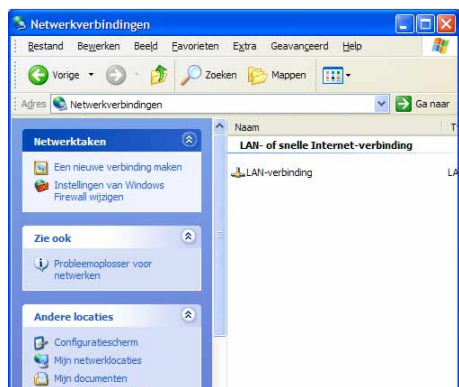 Netwerkverbindingen
Bestand Bewerken Beeld Favorieten Extra Geavanceerd Help
Vorige Zoeken Mappen
Adres Netwerkverbindingen Ga naar
Netwerktaken
Een nieuwe verbinding maken
Instellingen van Windows
Firewall wijzigen
Zie ook
Probleemoplosser voor
netwerken
Andere locaties
Configuratiescherm
Mijn netwerklocaties
Mijn documenten
Naam T
LAN- of snelle Internet-verbinding
LAN-verbinding LA